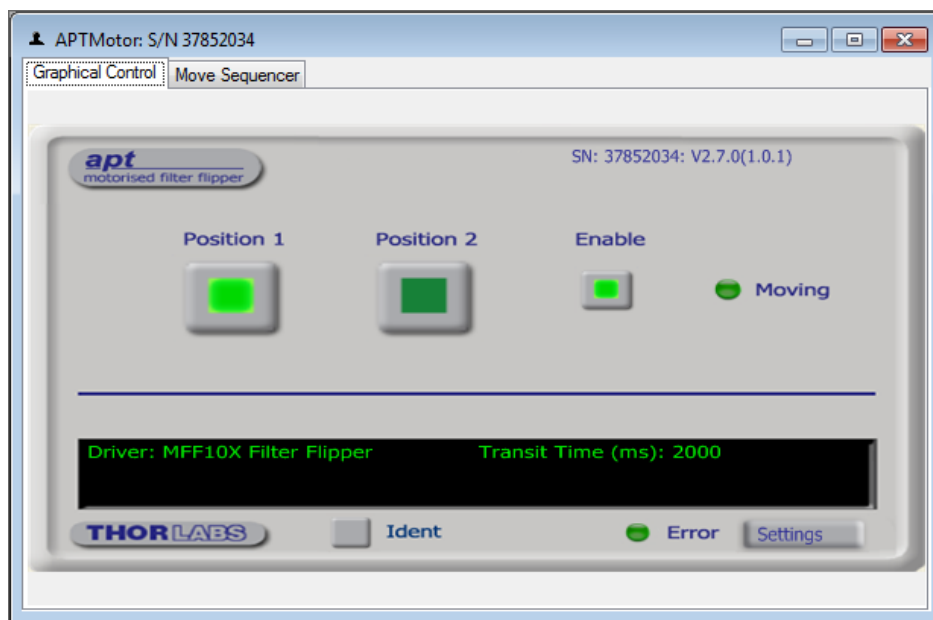 APTMotor: S/N 37852034
Graphical Control Move Sequencer
apt SN: 37852034: V2.7.0(1.0.1)
motorised filter flipper
Position 1 Position 2 Enable
Moving
Driver: MFF10X Filter Flipper Transit Time (ms): 2000
THORLABS Ident Error Settings